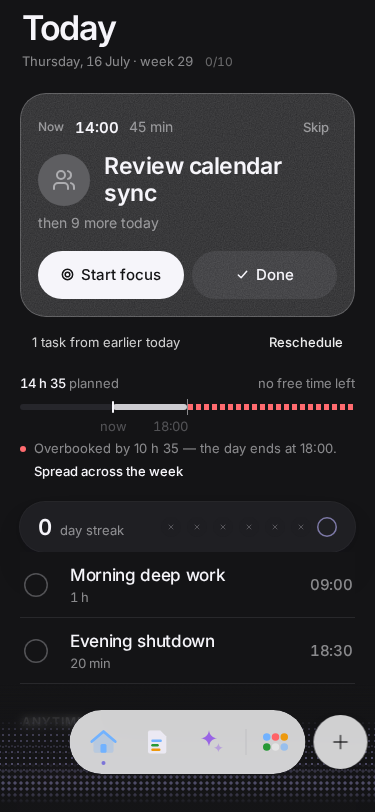 Today
Thursday, 16 July · week 29 0/10
Now 14:00 45 min Skip
Review calendar
sync
then 9 more today
Start focus Done
1 task from earlier today Reschedule
14 h 35 planned no free time left
now 18:00
Overbooked by 10 h 35 — the day ends at 18:00.
Spread across the week
0 day streak
Morning deep work
1 h
09:00
Evening shutdown
20 min
18:30
ANYTIME